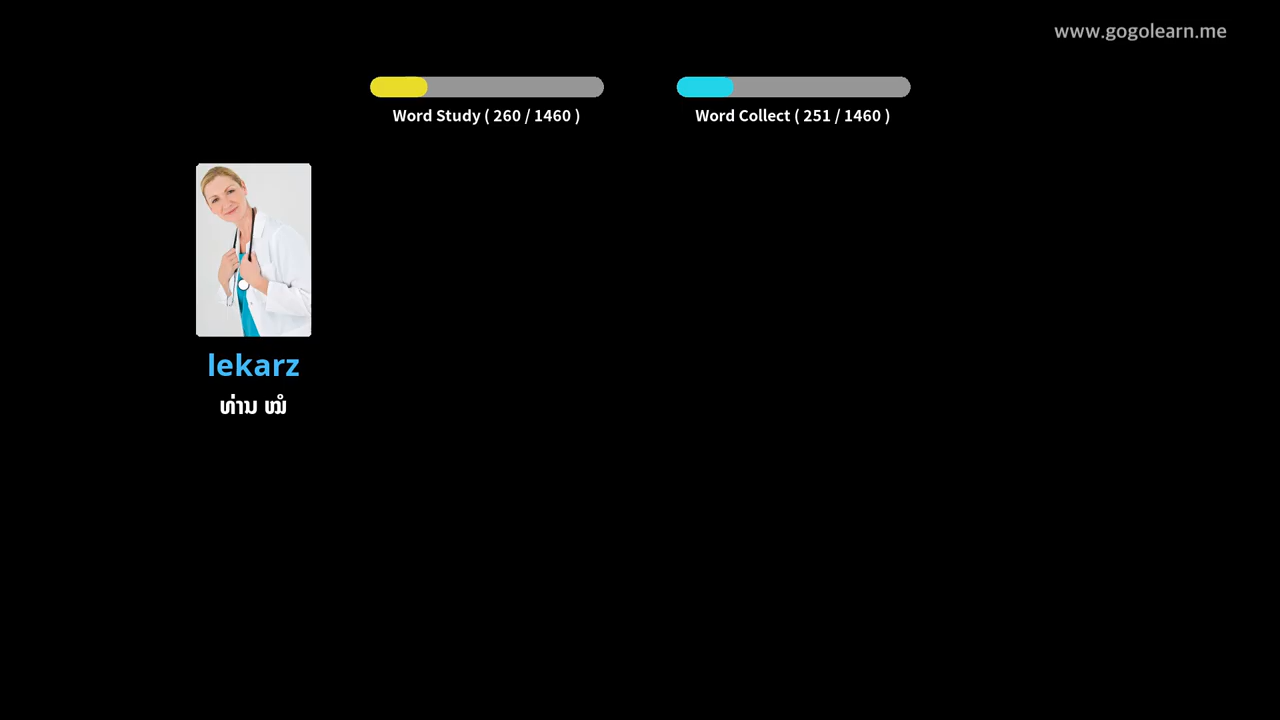 www.gogolearn.me
Word Study ( 260 / 1460 )
Word Collect ( 251 / 1460 )
lekarz
ທ່ານ ໝໍ